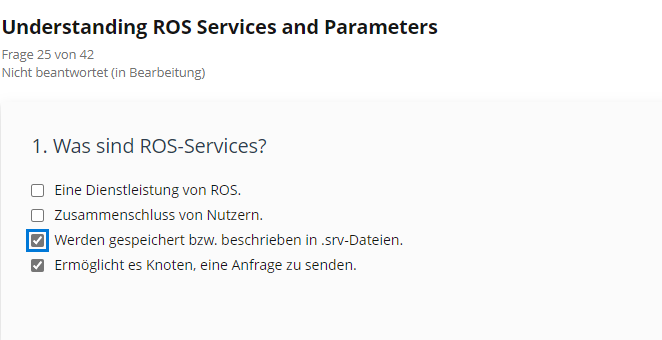 Understanding ROS Services and Parameters
Frage 25 von 42
Nicht beantwortet (in Bearbeitung)
1. Was sind ROS-Services?
Eine Dienstleistung von ROS.
Zusammenschluss von Nutzern.
Werden gespeichert bzw. beschrieben in .srv-Dateien.
Ermöglicht es Knoten, eine Anfrage zu senden.